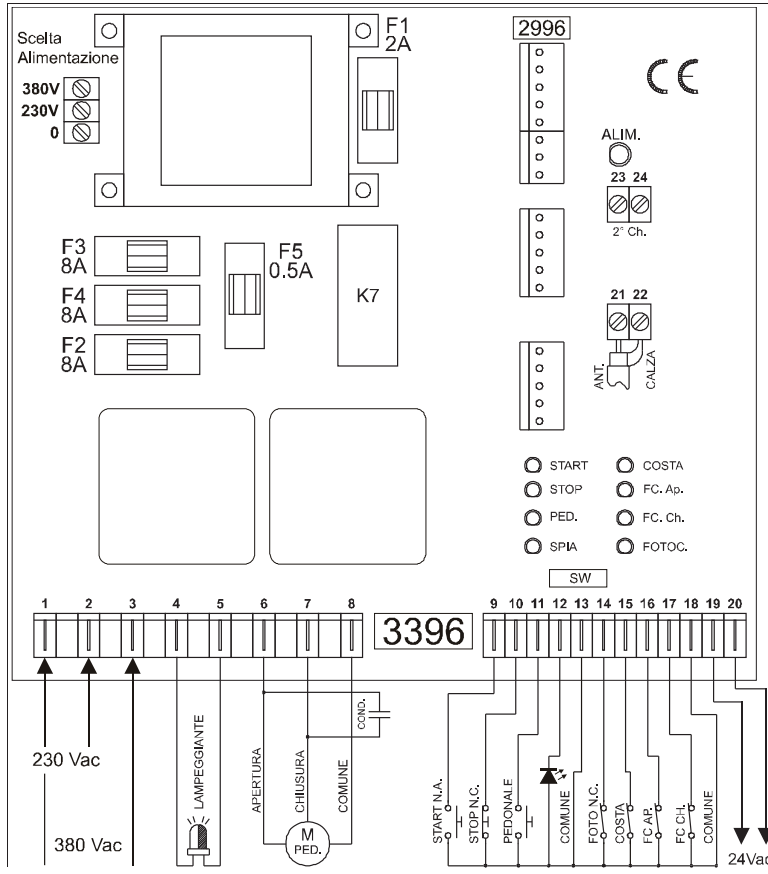 Scelta
Alimentazione
380V
230V
0
F1
2A
2996
CE
ALIM.
23 24
2° Ch.
F3
8A
F4
8A
F2
8A
F5
0.5A
K7
21 22
ANT.
CALZA
START
COSTA
STOP
FC. Ap.
PED.
FC. Ch.
SPIA
FOTOC.
SW
1 2 3 4 5 6 7 8
3396
9 10 11 12 13 14 15 16 17 18 19 20
230 Vac
380 Vac
LAMPEGGIANTE
APERTURA
CHIUSURA
COMUNE
COND.
M
PED.
START N.A.
STOP N.C.
PEDONALE
COMUNE
FOTO N.C.
COSTA
FC AP.
FC CH.
COMUNE
24Vac